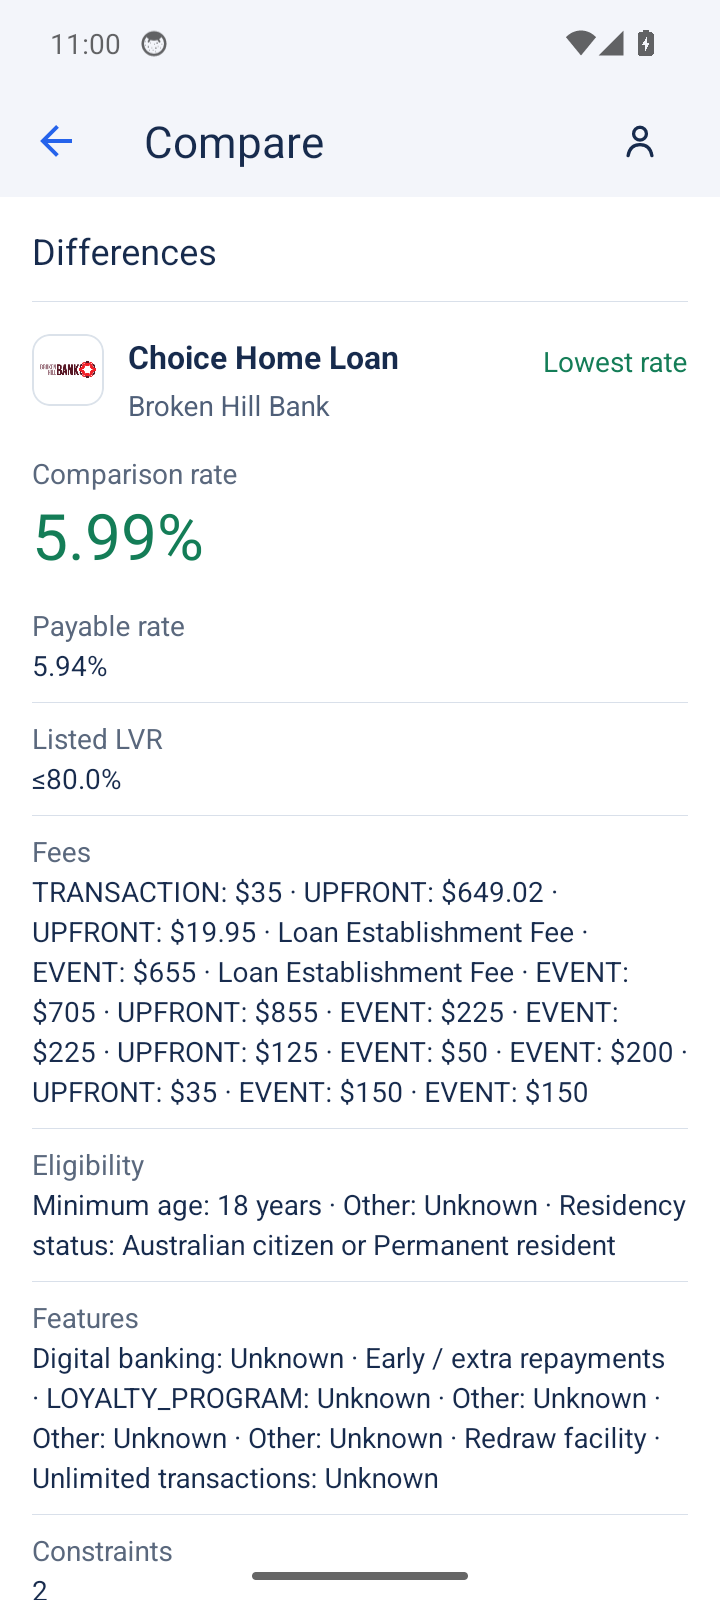 11:00
Compare
Differences
BROKEN HILL BANK
Choice Home Loan
Lowest rate
Broken Hill Bank
Comparison rate
5.99%
Payable rate
5.94%
Listed LVR
≤80.0%
Fees
TRANSACTION: $35 · UPFRONT: $649.02 ·
UPFRONT: $19.95 · Loan Establishment Fee ·
EVENT: $655 · Loan Establishment Fee · EVENT:
$705 · UPFRONT: $855 · EVENT: $225 · EVENT:
$225 · UPFRONT: $125 · EVENT: $50 · EVENT: $200 ·
UPFRONT: $35 · EVENT: $150 · EVENT: $150
Eligibility
Minimum age: 18 years · Other: Unknown · Residency
status: Australian citizen or Permanent resident
Features
Digital banking: Unknown · Early / extra repayments
· LOYALTY_PROGRAM: Unknown · Other: Unknown ·
Other: Unknown · Other: Unknown · Redraw facility ·
Unlimited transactions: Unknown
Constraints
2